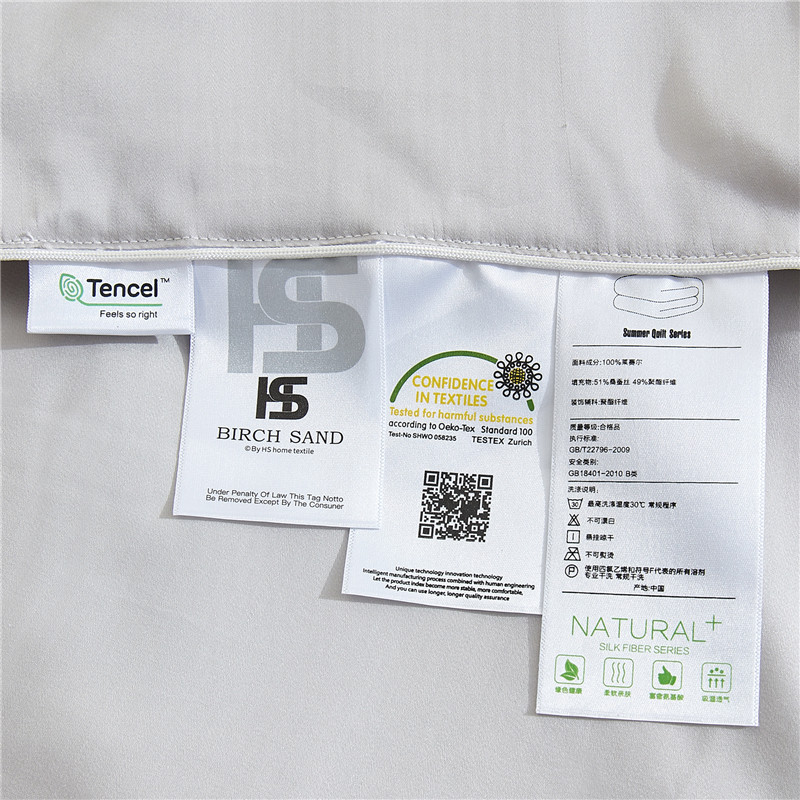 Tencel™
Feels so right
HS
HS
BIRCH SAND
©By HS home textile
Under Penalty Of Law This Tag Notto
Be Removed Except By The Consuner
CONFIDENCE
IN TEXTILES
Tested for harmful substances
according to Oeko-Tex Standard 100
Test-No SHWO 058235 TESTEX Zurich
Unique technology innovation technology
Intelligent manufacturing process combined with human engineering
Let the product index become more stable, more comfortable.
And you can use longer, longer quality assurance
Summer Quilt Series
面料成分:100%莱赛尔
填充物:51%桑蚕丝 49%聚酯纤维
装饰辅料:聚酯纤维
质量等级:合格品
执行标准:
GB/T22796-2009
安全类别:
GB18401-2010 B类
洗涤说明:
30 最高洗涤温度30℃ 常规程序
不可漂白
悬挂晾干
不可熨烫
P 使用四氯乙烯和符号F代表的所有溶剂
专业干洗 常规干洗
产地:中国
NATURAL+
SILK FIBER SERIES
绿色健康
柔软亲肤
富含氨基酸
吸湿透气